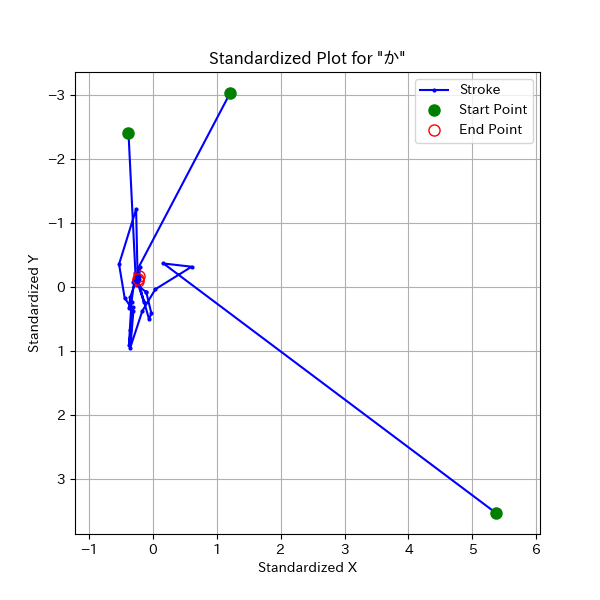 Standardized Plot for "か"
Stroke
Start Point
End Point
Standardized Y
−3
−2
−1
0
1
2
3
−1 0 1 2 3 4 5 6
Standardized X